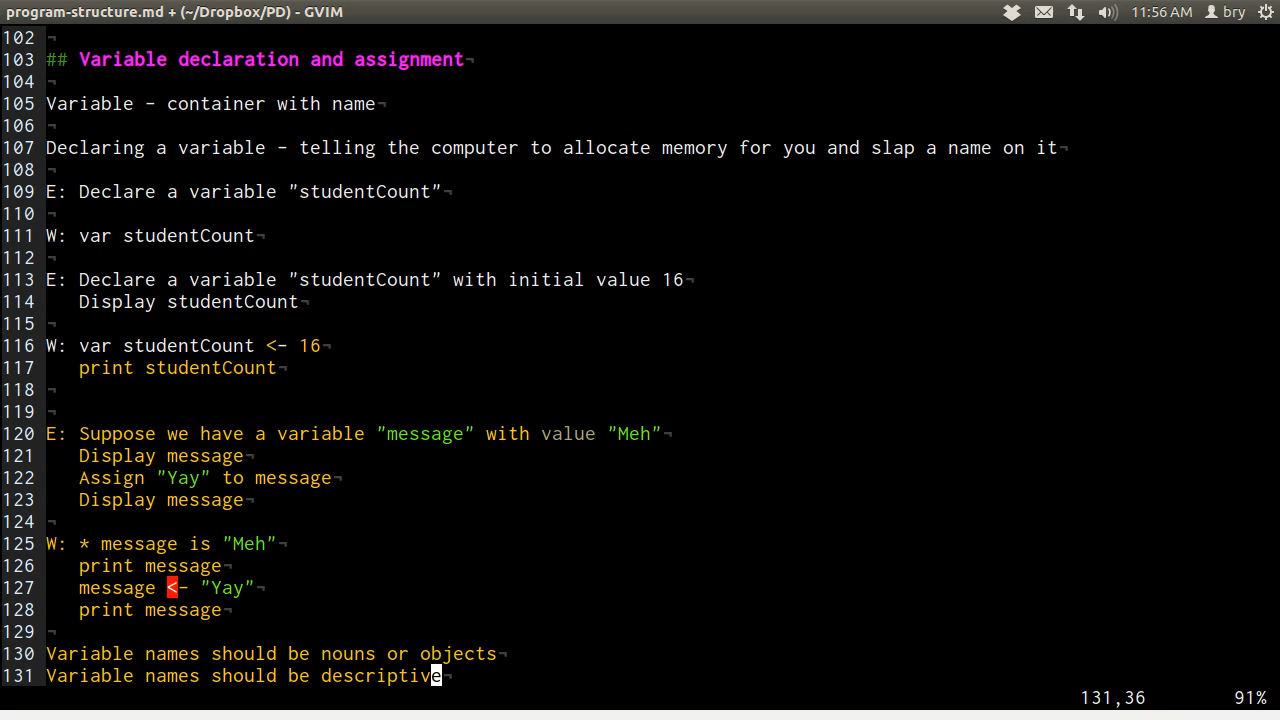 program-structure.md + (~/Dropbox/PD) - GVIM 11:56 AM bry
102 ¬
103 ## Variable declaration and assignment¬
104 ¬
105 Variable - container with name¬
106 ¬
107 Declaring a variable - telling the computer to allocate memory for you and slap a name on it¬
108 ¬
109 E: Declare a variable "studentCount"¬
110 ¬
111 W: var studentCount¬
112 ¬
113 E: Declare a variable "studentCount" with initial value 16¬
114    Display studentCount¬
115 ¬
116 W: var studentCount <- 16¬
117    print studentCount¬
118 ¬
119 ¬
120 E: Suppose we have a variable "message" with value "Meh"¬
121    Display message¬
122    Assign "Yay" to message¬
123    Display message¬
124 ¬
125 W: * message is "Meh"¬
126    print message¬
127    message <- "Yay"¬
128    print message¬
129 ¬
130 Variable names should be nouns or objects¬
131 Variable names should be descriptive¬
131,36 91%